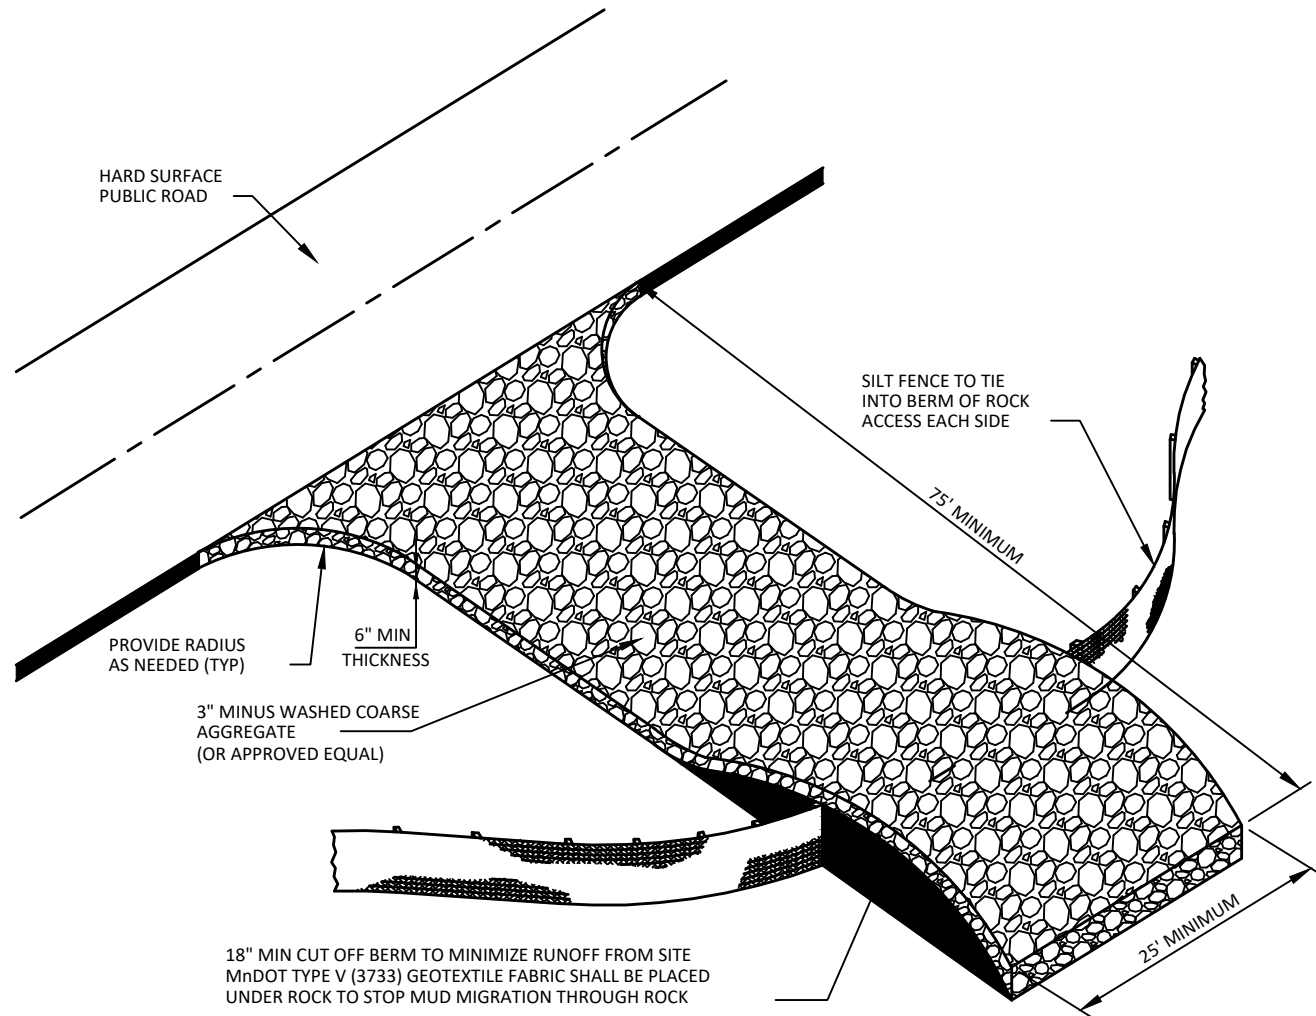 HARD SURFACE
PUBLIC ROAD
SILT FENCE TO TIE
INTO BERM OF ROCK
ACCESS EACH SIDE
75' MINIMUM
PROVIDE RADIUS
AS NEEDED (TYP)
6" MIN
THICKNESS
3" MINUS WASHED COARSE
AGGREGATE
(OR APPROVED EQUAL)
25' MINIMUM
18" MIN CUT OFF BERM TO MINIMIZE RUNOFF FROM SITE
MnDOT TYPE V (3733) GEOTEXTILE FABRIC SHALL BE PLACED
UNDER ROCK TO STOP MUD MIGRATION THROUGH ROCK